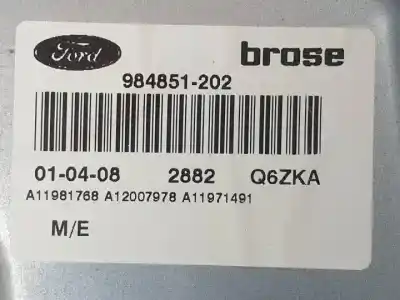 Ford brose
984851-202
01-04-08 2882 Q6ZKA
A11981768 A12007978 A11971491
M/E